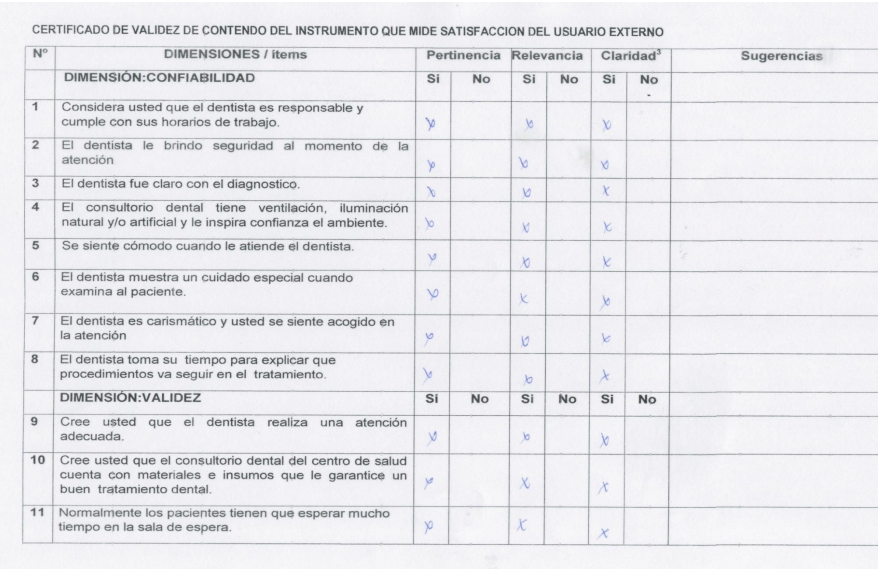 CERTIFICADO DE VALIDEZ DE CONTENDO DEL INSTRUMENTO QUE MIDE SATISFACCION DEL USUARIO EXTERNO
Nº DIMENSIONES / ítems Pertinencia Relevancia Claridad³ Sugerencias
DIMENSIÓN:CONFIABILIDAD Si No Si No Si No
1 Considera usted que el dentista es responsable y
cumple con sus horarios de trabajo. x x x
2 El dentista le brindo seguridad al momento de la
atención x x x
3 El dentista fue claro con el diagnostico. x x x
4 El consultorio dental tiene ventilación, iluminación
natural y/o artificial y le inspira confianza el ambiente. x x x
5 Se siente cómodo cuando le atiende el dentista. x x x
6 El dentista muestra un cuidado especial cuando
examina al paciente. x x x
7 El dentista es carismático y usted se siente acogido en
la atención x x x
8 El dentista toma su tiempo para explicar que
procedimientos va seguir en el tratamiento. x x x
DIMENSIÓN:VALIDEZ Si No Si No Si No
9 Cree usted que el dentista realiza una atención
adecuada. x x x
10 Cree usted que el consultorio dental del centro de salud
cuenta con materiales e insumos que le garantice un
buen tratamiento dental. x x x
11 Normalmente los pacientes tienen que esperar mucho
tiempo en la sala de espera. x x x